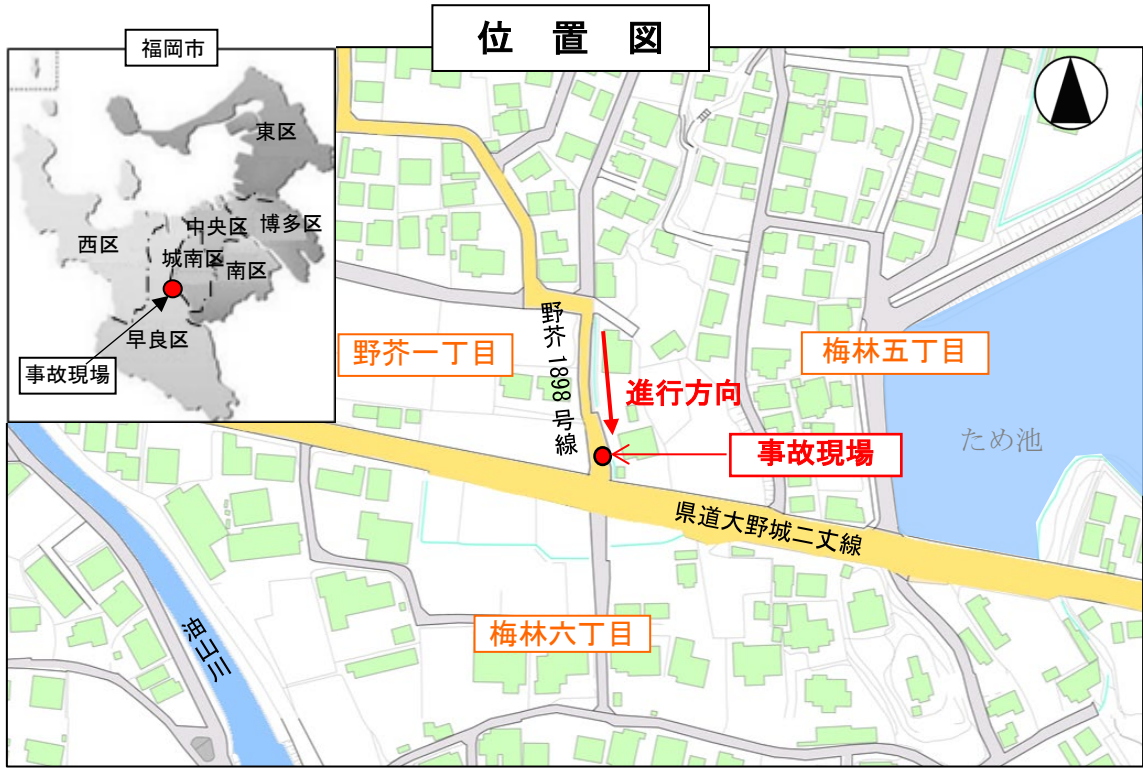 位 置 図
福岡市
東区
中央区
博多区
西区
城南区
南区
早良区
事故現場
野芥一丁目
野芥1898号線
進行方向
梅林五丁目
事故現場
ため池
県道大野城二丈線
梅林六丁目
油山川